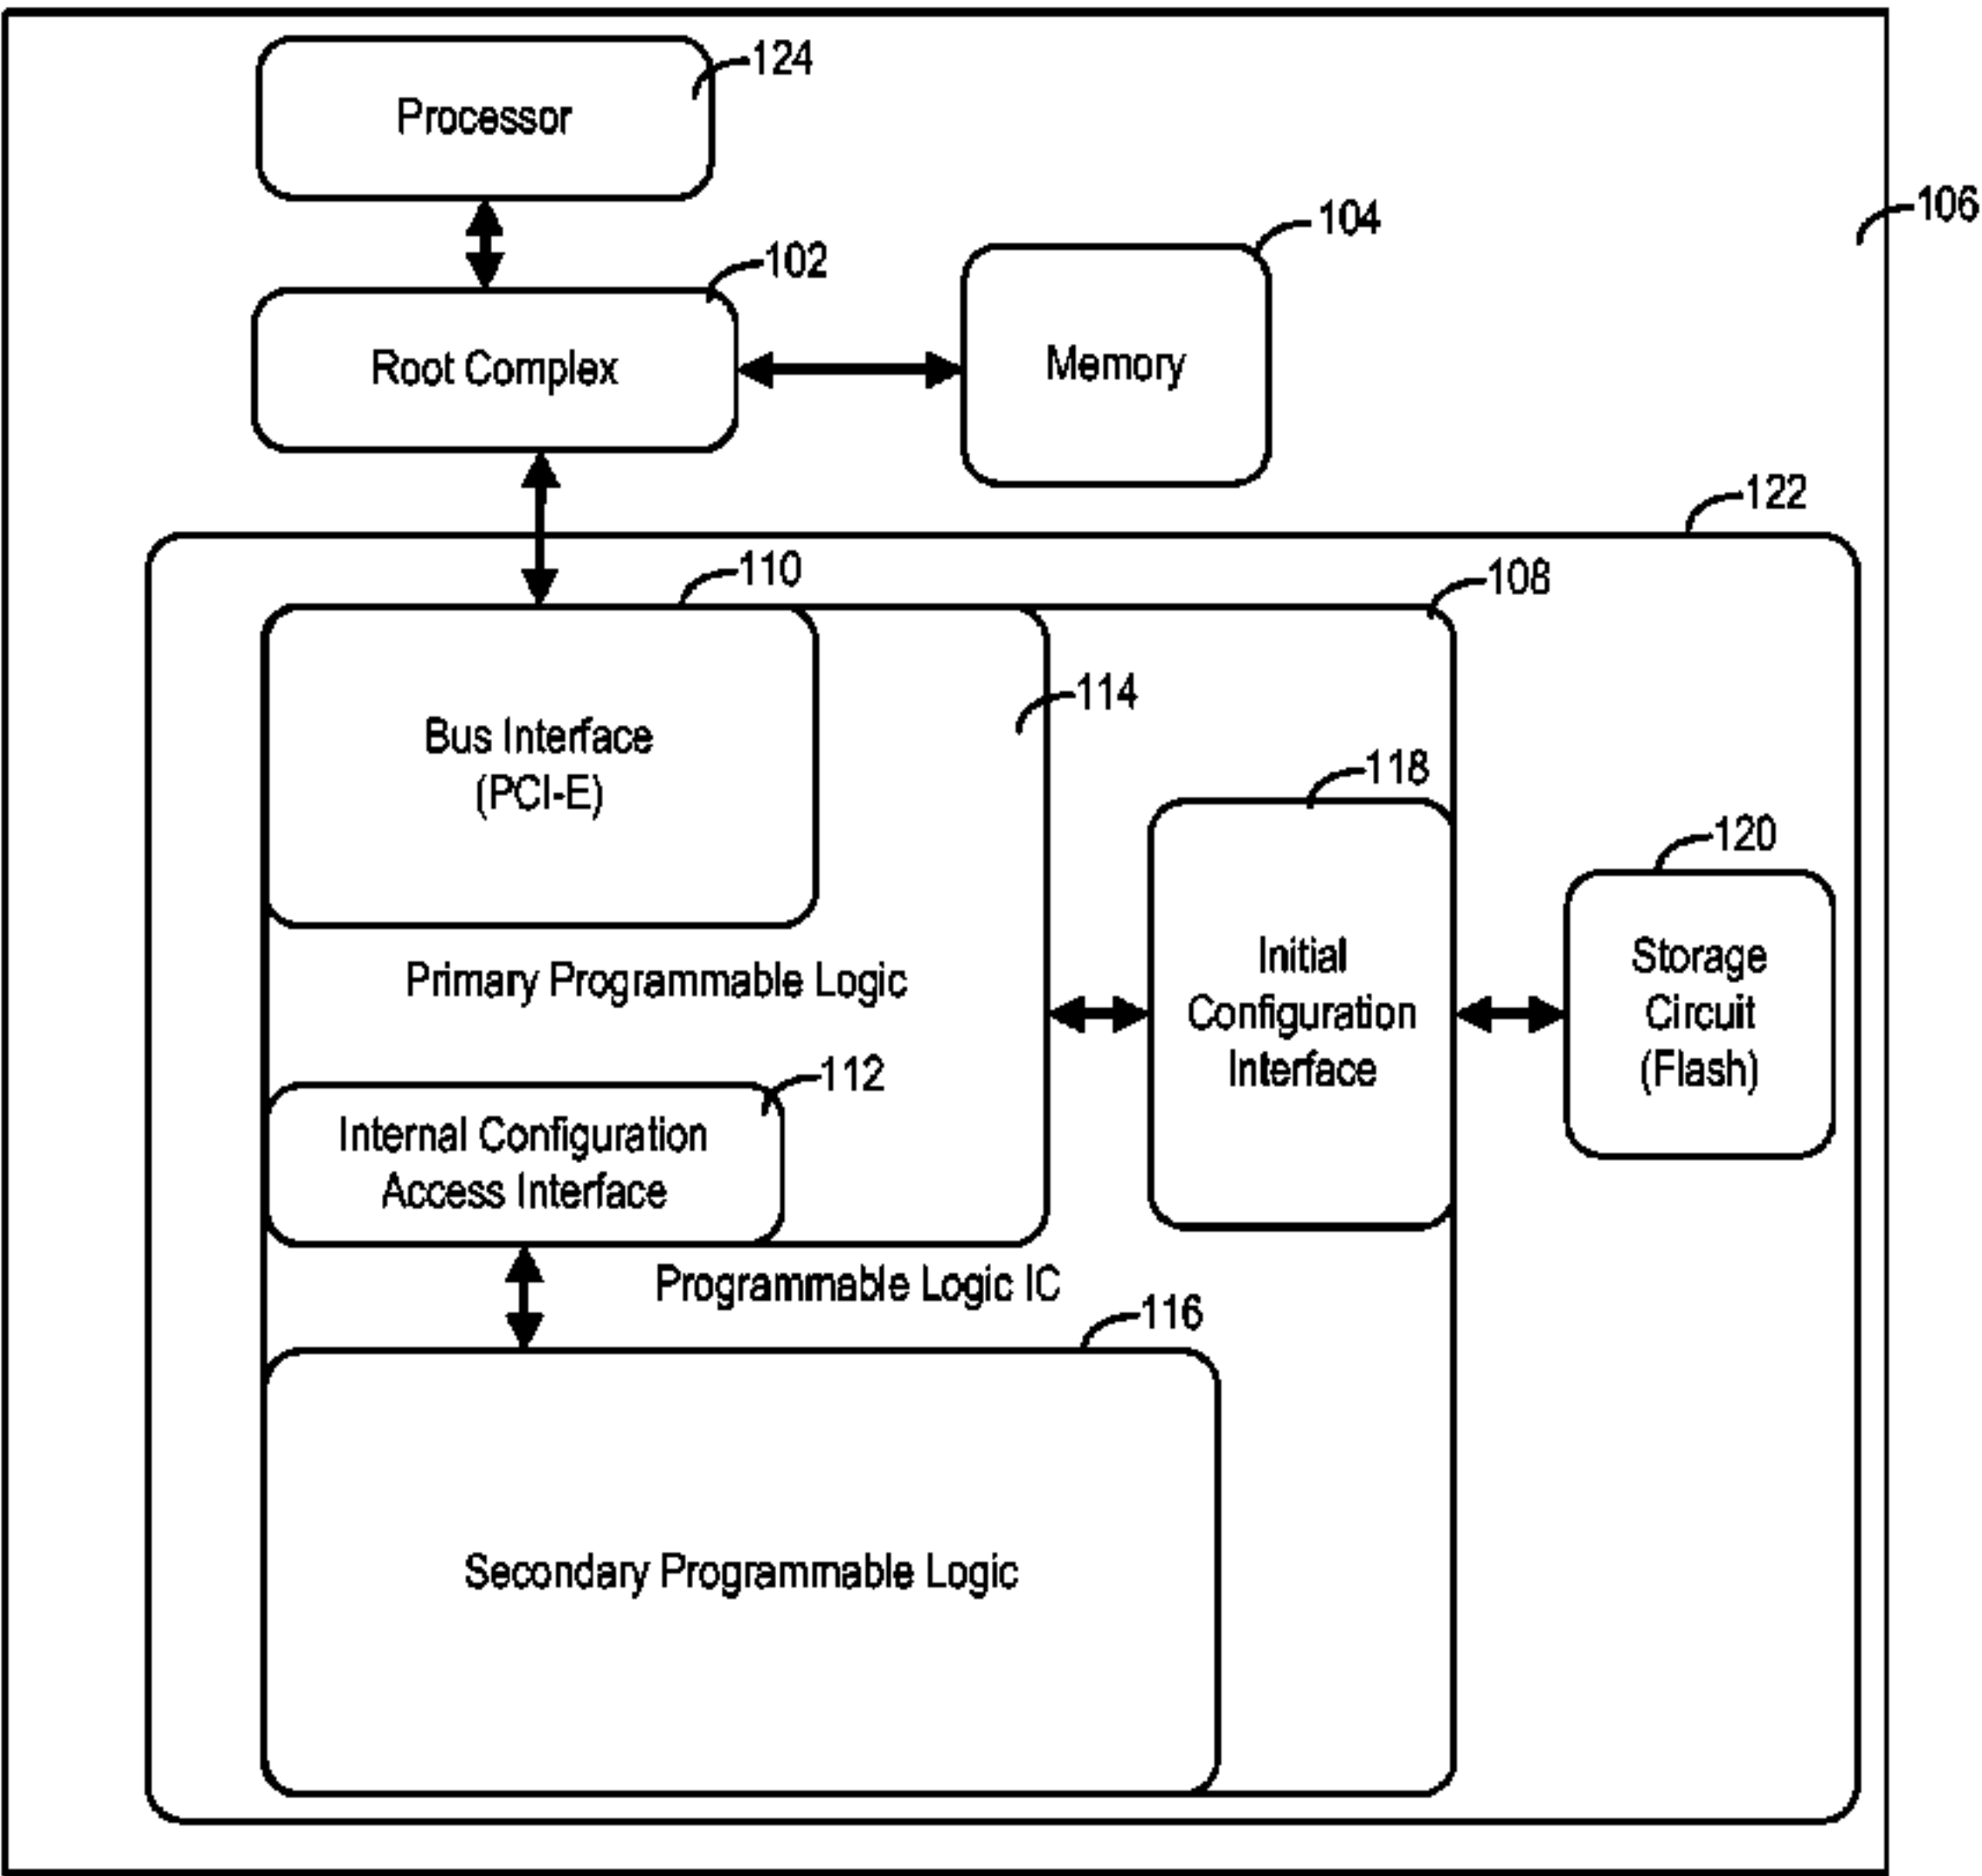 124
Processor
106
104
102
Root Complex
Memory
122
110
108
114
Bus Interface
(PCI-E)
118
120
Primary Programmable Logic
Initial
Configuration
Interface
Storage
Circuit
(Flash)
112
Internal Configuration
Access Interface
Programmable Logic IC
116
Secondary Programmable Logic